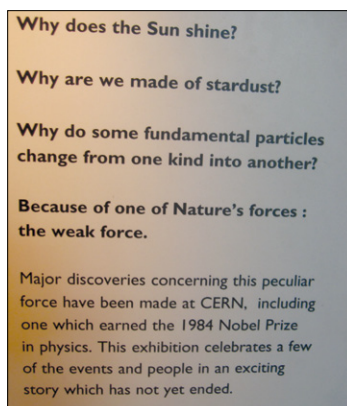 Why does the Sun shine?
Why are we made of stardust?
Why do some fundamental particles
change from one kind into another?
Because of one of Nature's forces :
the weak force.
Major discoveries concerning this peculiar
force have been made at CERN, including
one which earned the 1984 Nobel Prize
in physics. This exhibition celebrates a few
of the events and people in an exciting
story which has not yet ended.